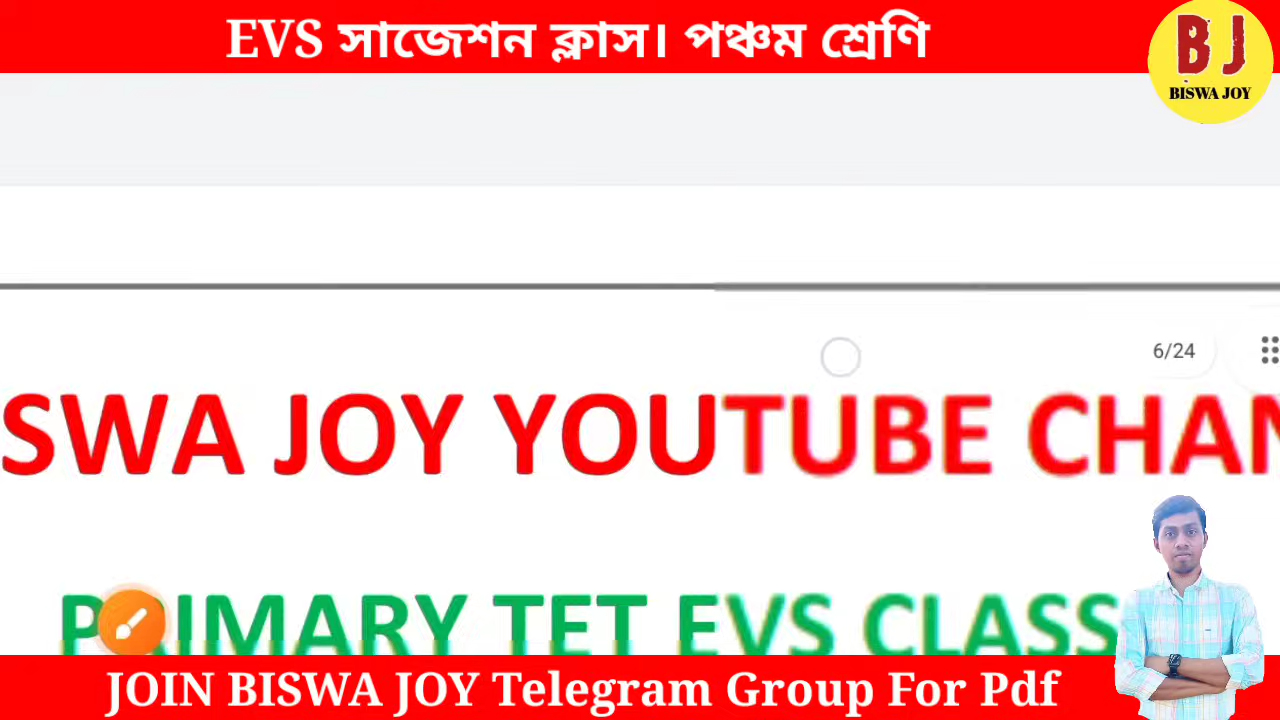 EVS সাজেশন ক্লাস। পঞ্চম শ্রেণি
BJ
BISWA JOY
6/24
SWA JOY YOUTUBE CHAN
PRIMARY TET EVS CLASS
JOIN BISWA JOY Telegram Group For Pdf